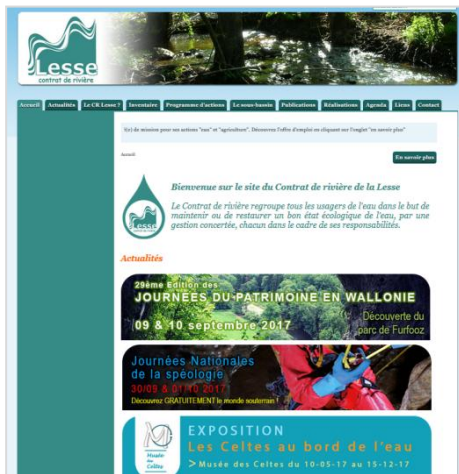 Lesse
contrat de rivière
Accueil Actualités Le CR Lesse ? Inventaire Programme d'actions Le sous-bassin Publications Réalisations Agenda Liens Contact
(e) de mission pour ses actions "eau" et "agriculture". Découvrez l'offre d'emploi en cliquant sur l'onglet "en savoir plus"
Accueil
En savoir plus
Bienvenue sur le site du Contrat de rivière de la Lesse
Lesse
Le Contrat de rivière regroupe tous les usagers de l'eau dans le but de
maintenir ou de restaurer un bon état écologique de l'eau, par une
gestion concertée, chacun dans le cadre de ses responsabilités.
Actualités
29ème Edition des
JOURNÉES DU PATRIMOINE EN WALLONIE
09 & 10 septembre 2017
Découverte du
parc de Furfooz
Journées Nationales
de la spéologie
30/09 & 01/10 2017
Découvrez GRATUITEMENT le monde souterrain !
Musée
des
Celtes
EXPOSITION
Les Celtes au bord de l'eau
> Musée des Celtes du 10-05-17 au 15-12-17